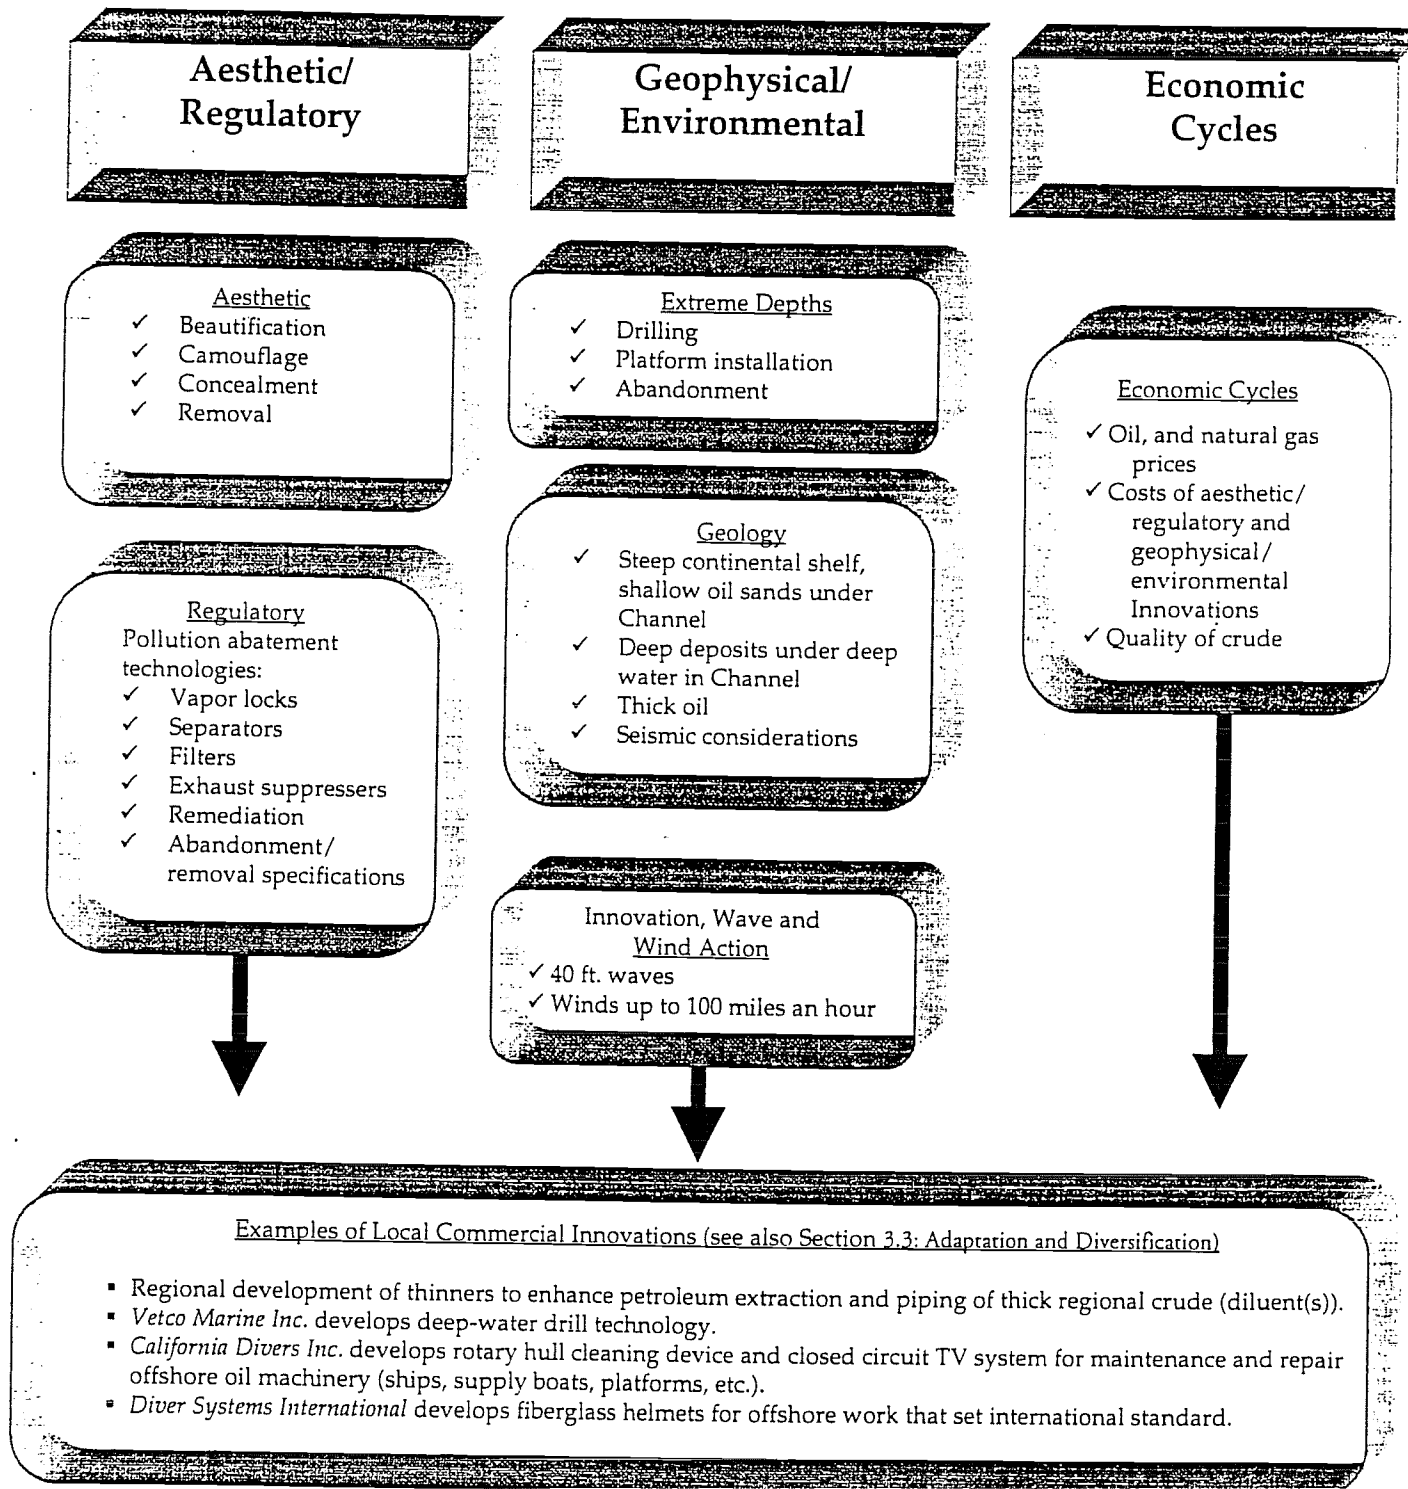 Aesthetic/
Regulatory
Geophysical/
Environmental
Economic
Cycles
Aesthetic
✓ Beautification
✓ Camouflage
✓ Concealment
✓ Removal
Regulatory
Pollution abatement
technologies:
✓ Vapor locks
✓ Separators
✓ Filters
✓ Exhaust suppressers
✓ Remediation
✓ Abandonment/
removal specifications
Extreme Depths
✓ Drilling
✓ Platform installation
✓ Abandonment
Geology
✓ Steep continental shelf,
shallow oil sands under
Channel
✓ Deep deposits under deep
water in Channel
✓ Thick oil
✓ Seismic considerations
Innovation, Wave and
Wind Action
✓ 40 ft. waves
✓ Winds up to 100 miles an hour
Economic Cycles
✓ Oil, and natural gas
prices
✓ Costs of aesthetic/
regulatory and
geophysical/
environmental
Innovations
✓ Quality of crude
Examples of Local Commercial Innovations (see also Section 3.3: Adaptation and Diversification)
▪ Regional development of thinners to enhance petroleum extraction and piping of thick regional crude (diluent(s)).
▪ Vetco Marine Inc. develops deep-water drill technology.
▪ California Divers Inc. develops rotary hull cleaning device and closed circuit TV system for maintenance and repair
offshore oil machinery (ships, supply boats, platforms, etc.).
▪ Diver Systems International develops fiberglass helmets for offshore work that set international standard.